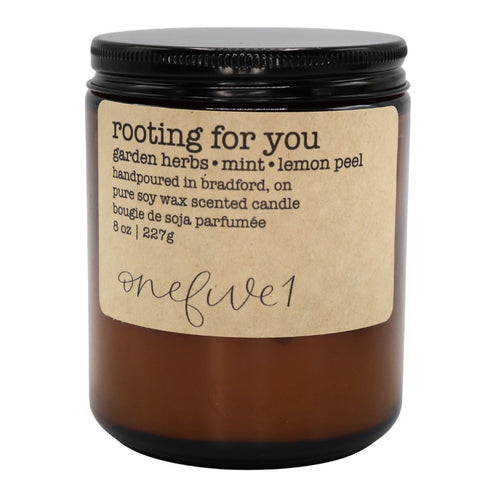 rooting for you
garden herbs • mint • lemon peel
handpoured in bradford, on
pure soy wax scented candle
bougie de soja parfumée
8 oz | 227g
onefive1